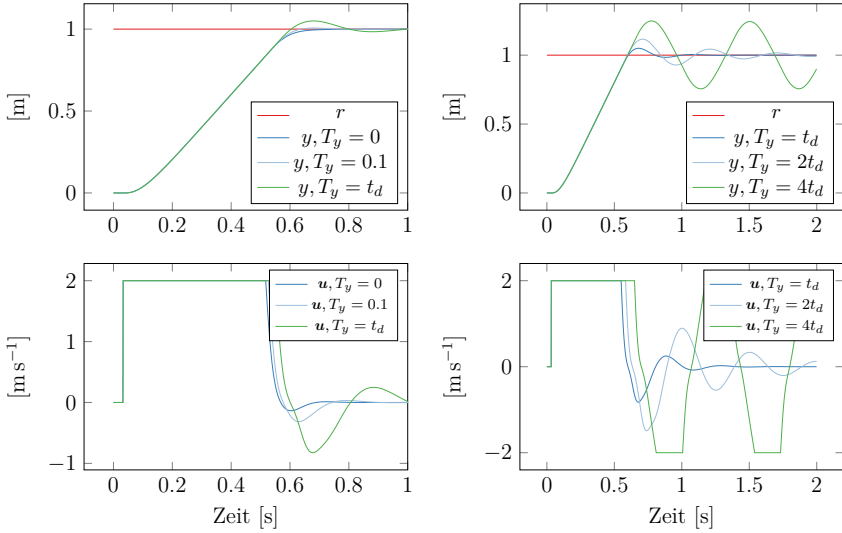 1
0.5
0
[m]
r
y, T_y = 0
y, T_y = 0.1
y, T_y = t_d
0 0.2 0.4 0.6 0.8 1
1
0.5
0
[m]
r
y, T_y = t_d
y, T_y = 2t_d
y, T_y = 4t_d
0 0.5 1 1.5 2
2
0
−1
[m s⁻¹]
u, T_y = 0
u, T_y = 0.1
u, T_y = t_d
0 0.2 0.4 0.6 0.8 1
Zeit [s]
2
0
−2
[m s⁻¹]
u, T_y = t_d
u, T_y = 2t_d
u, T_y = 4t_d
0 0.5 1 1.5 2
Zeit [s]